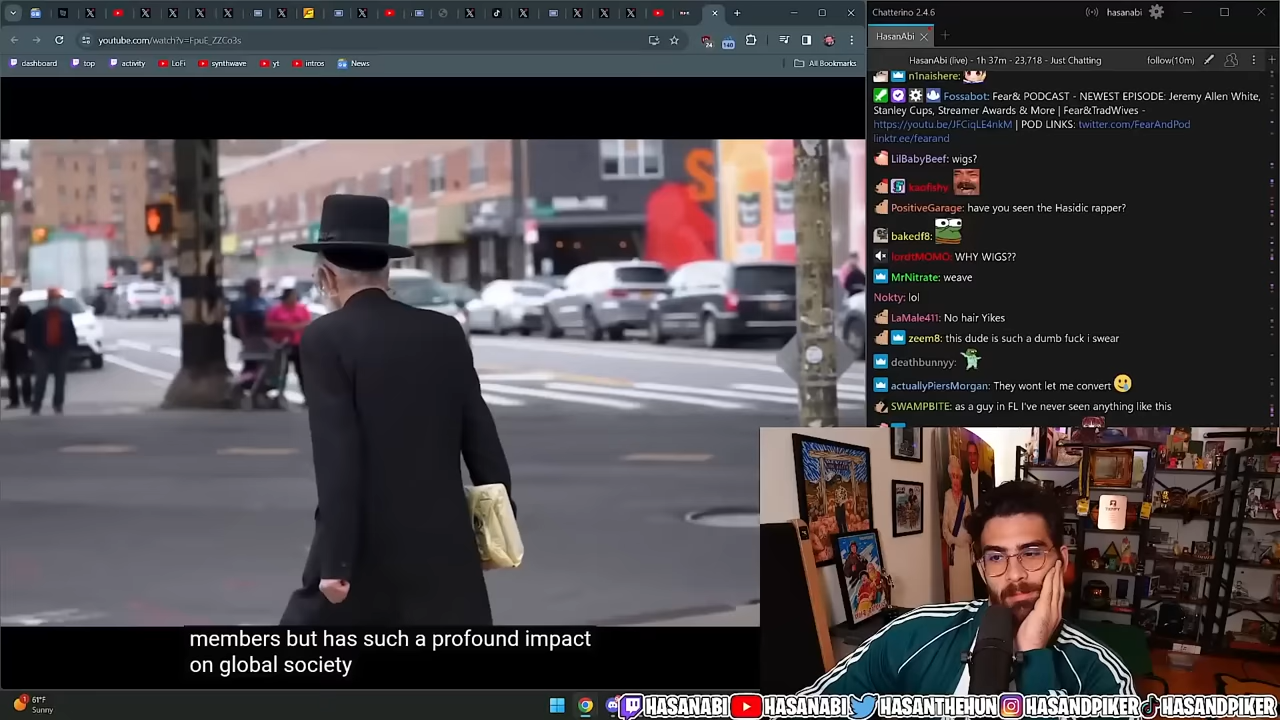 youtube.com/watch?v=FpuE_ZZCo3s
dashboard
top
activity
LoFi
synthwave
yt
intros
News
All Bookmarks
24
140
members but has such a profound impact
on global society
61°F
Sunny
Chatterino 2.4.6
hasanabi
HasanAbi
HasanAbi (live) - 1h 37m - 23,718 - Just Chatting
follow(10m)
n1naishere:
Fossabot: Fear& PODCAST - NEWEST EPISODE: Jeremy Allen White,
Stanley Cups, Streamer Awards & More | Fear&TradWives -
https://youtu.be/JFCiqLE4nkM | POD LINKS: twitter.com/FearAndPod
linktr.ee/fearand
LilBabyBeef: wigs?
kaofishy
PositiveGarage: have you seen the Hasidic rapper?
bakedf8:
lordtMOMO: WHY WIGS??
MrNitrate: weave
Nokty: lol
LaMale411: No hair Yikes
zeem8: this dude is such a dumb fuck i swear
deathbunnyy:
actuallyPiersMorgan: They wont let me convert
SWAMPBITE: as a guy in FL I've never seen anything like this
HASANABI
HASANABI
HASANTHEHUN
HASANDPIKER
HASANDPIKER